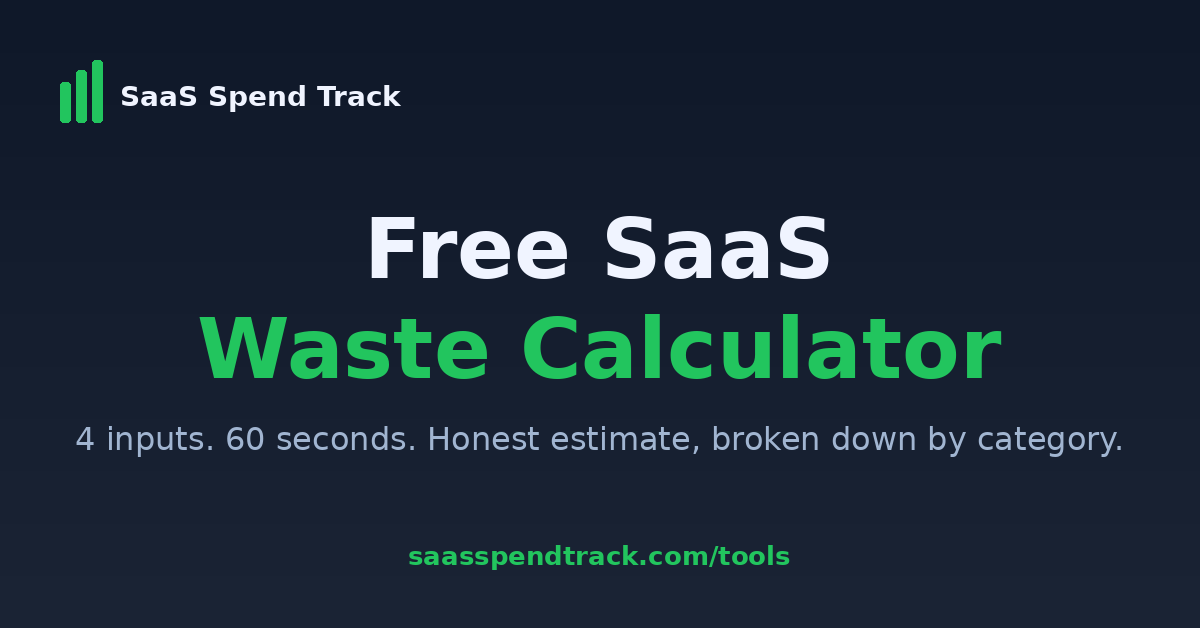 SaaS Spend Track
Free SaaS
Waste Calculator
4 inputs. 60 seconds. Honest estimate, broken down by category.
saasspendtrack.com/tools